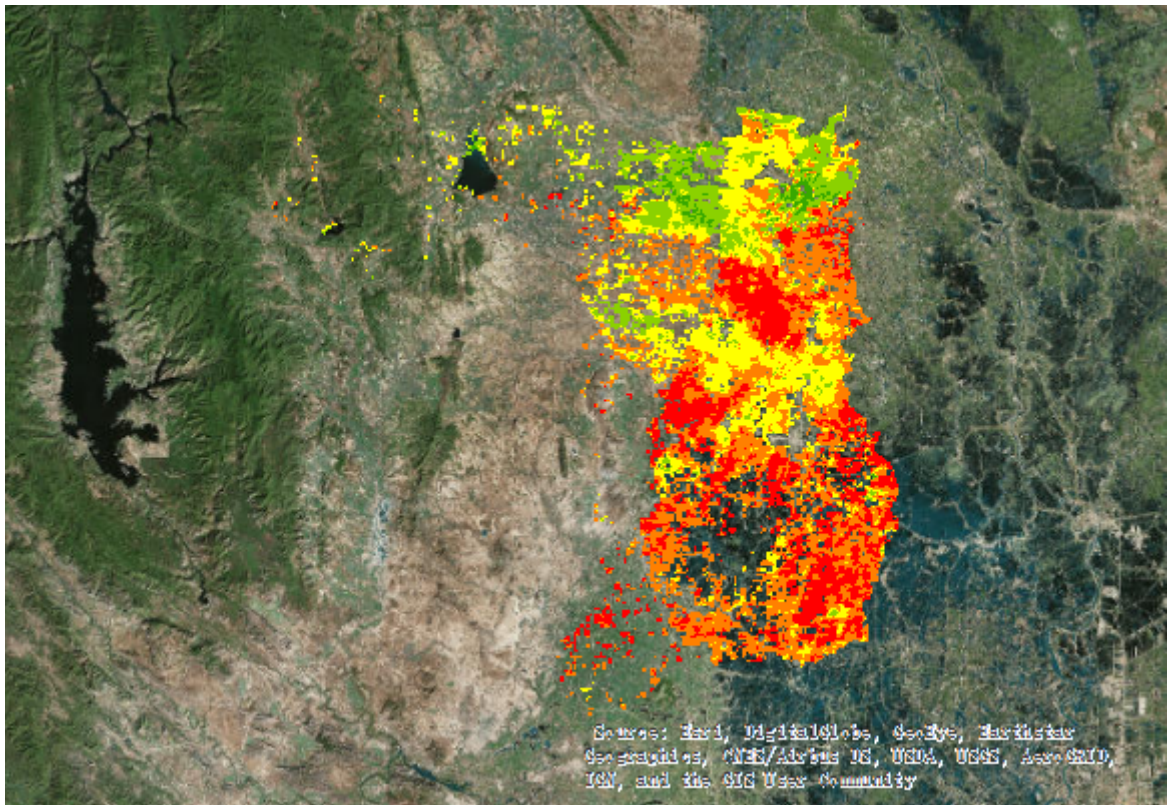 Source: Esri, DigitalGlobe, GeoEye, Earthstar
Geographics, CNES/Airbus DS, USDA, USGS, AeroGRID,
IGN, and the GIS User Community